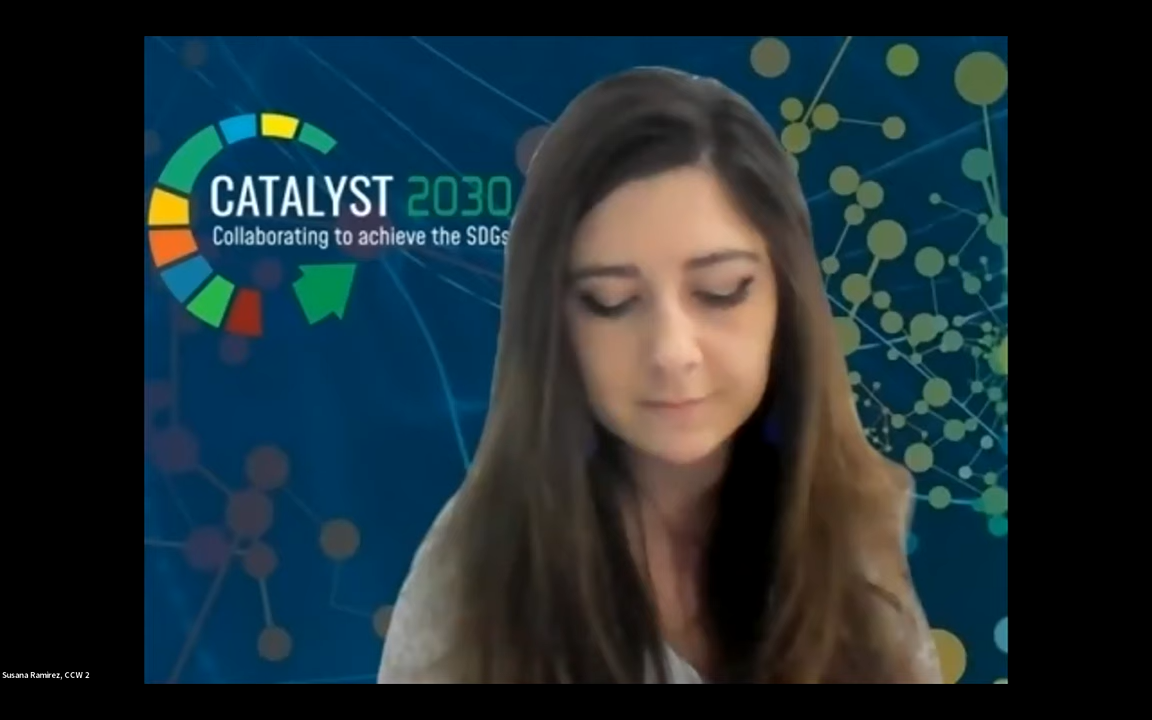 CATALYST 2030
Collaborating to achieve the SDGs
Susana Ramirez, CCW 2